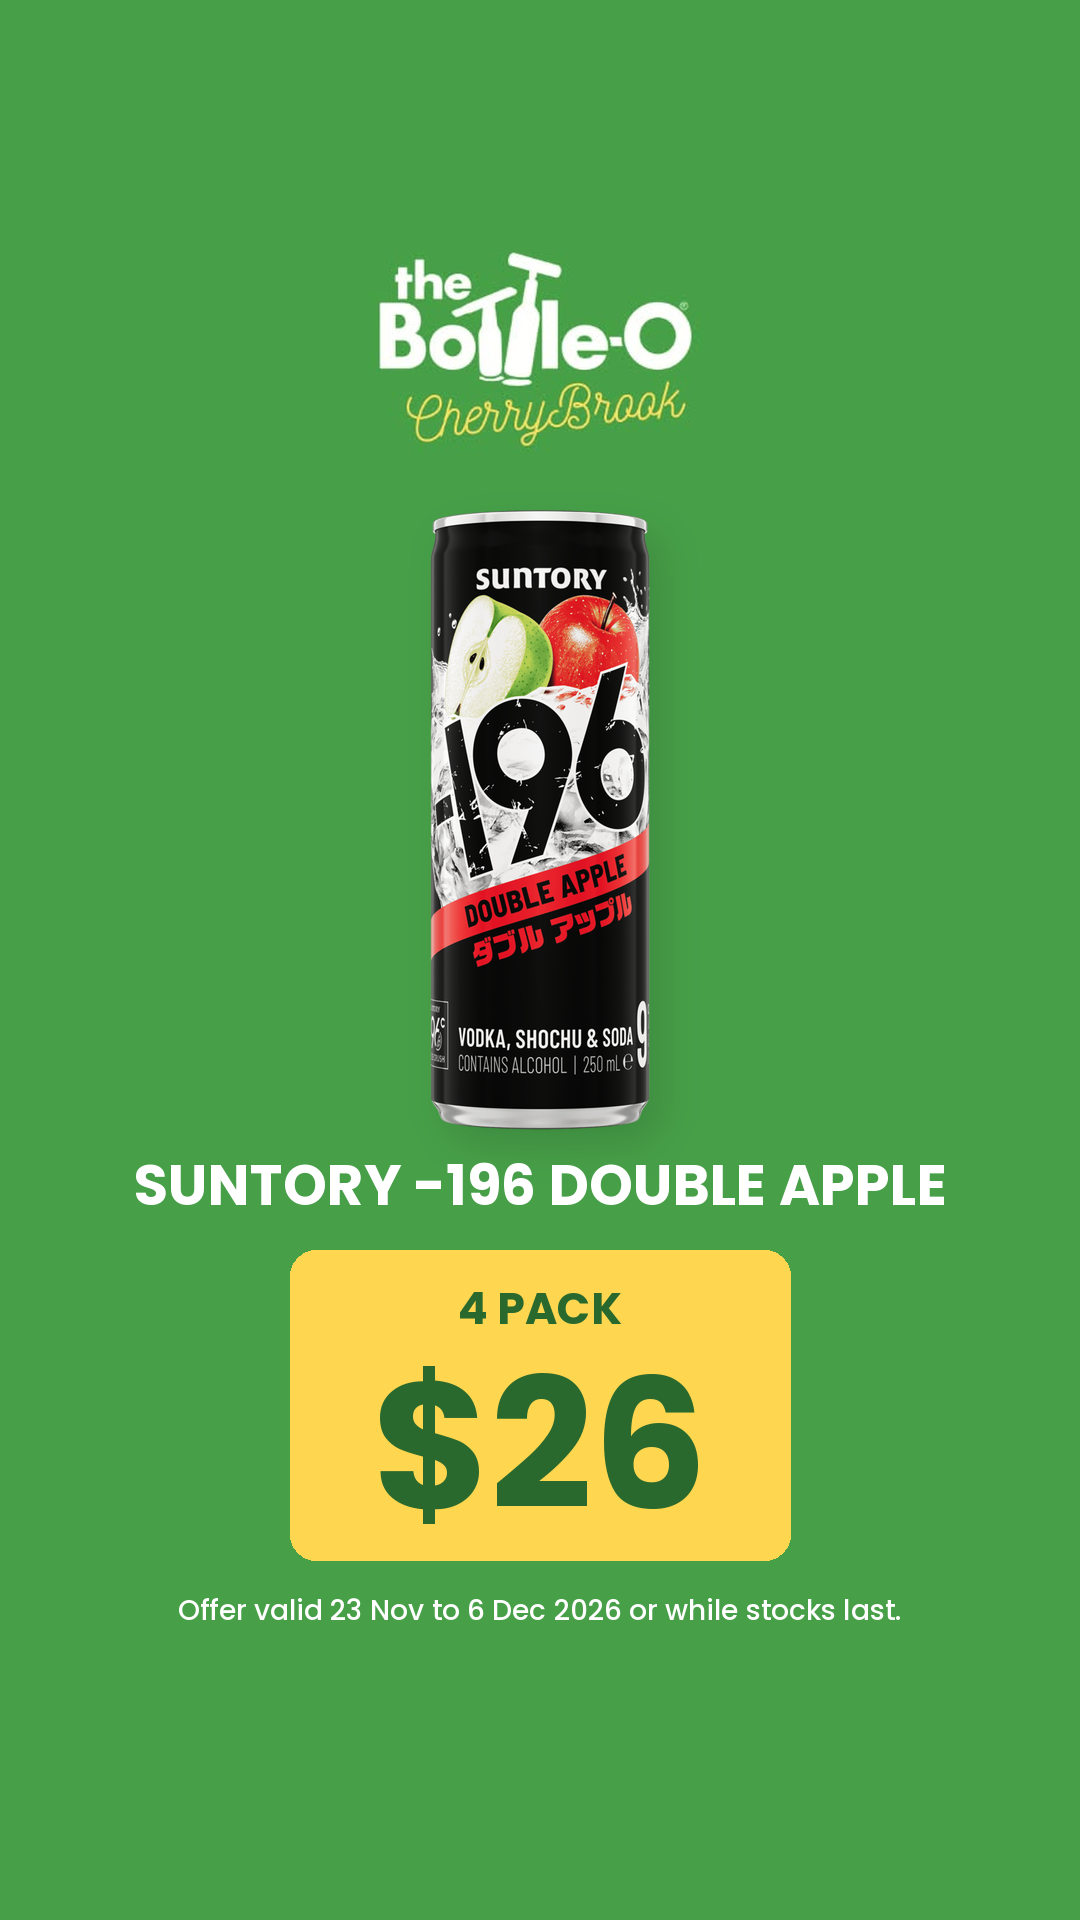 the
Bottle-O®
CherryBrook
SUNTORY
-196
DOUBLE APPLE
ダブル アップル
VODKA, SHOCHU & SODA
CONTAINS ALCOHOL | 250 mL ℮
9
SUNTORY -196 DOUBLE APPLE
4 PACK
$26
Offer valid 23 Nov to 6 Dec 2026 or while stocks last.